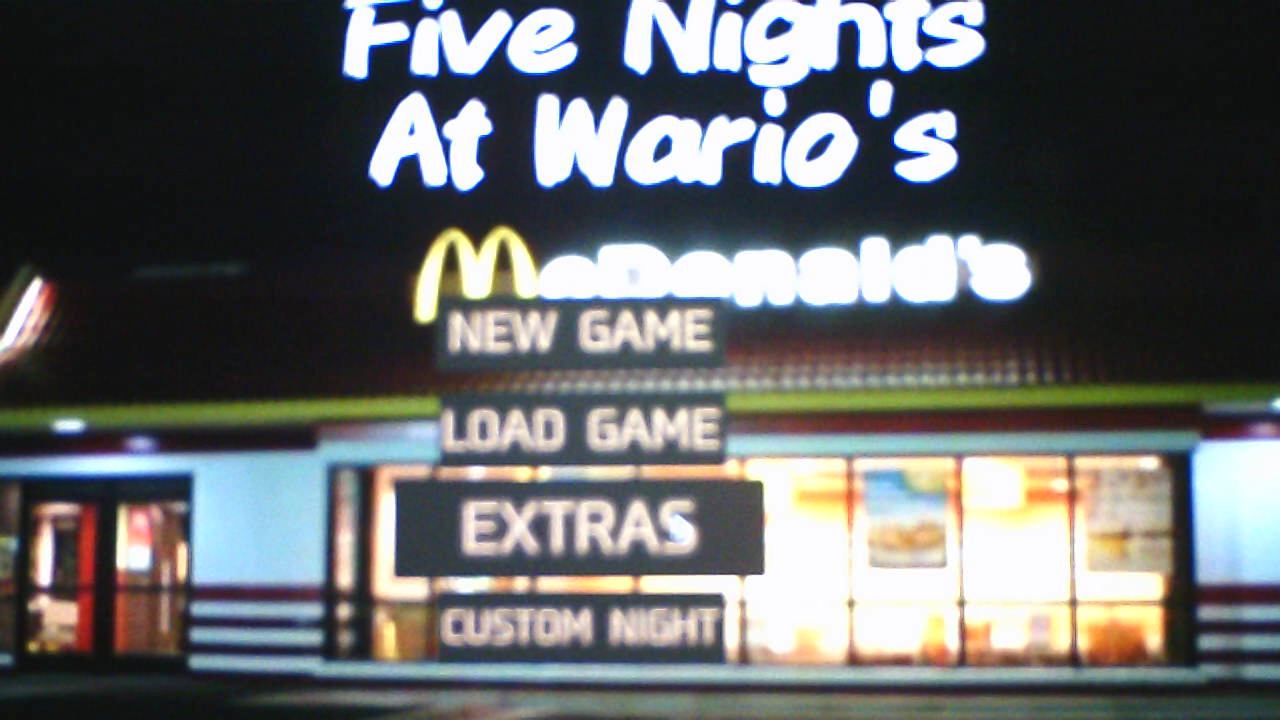 Five Nights
At Wario's
McDonald's
NEW GAME
LOAD GAME
EXTRAS
CUSTOM NIGHT